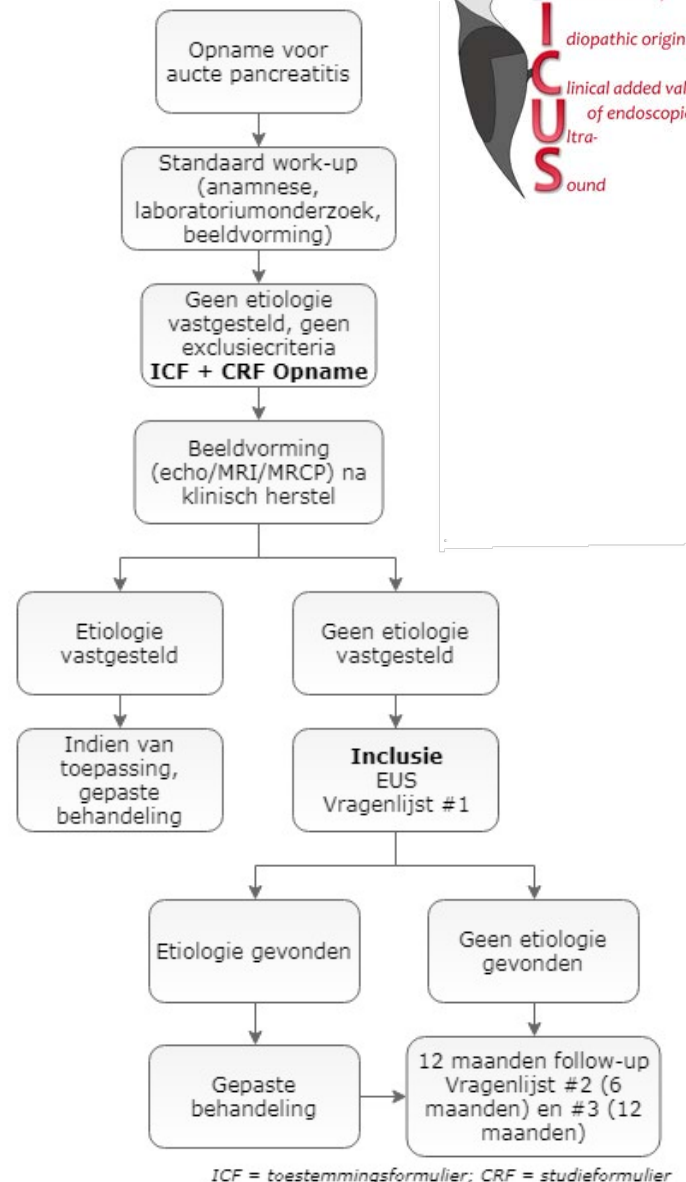 Opname voor
aucte pancreatitis
I diopathic origin
C linical added val
of endoscopi
U ltra-
S ound
Standaard work-up
(anamnese,
laboratoriumonderzoek,
beeldvorming)
Geen etiologie
vastgesteld, geen
exclusiecriteria
ICF + CRF Opname
Beeldvorming
(echo/MRI/MRCP) na
klinisch herstel
Etiologie
vastgesteld
Geen etiologie
vastgesteld
Indien van
toepassing,
gepaste
behandeling
Inclusie
EUS
Vragenlijst #1
Etiologie gevonden
Geen etiologie
gevonden
Gepaste
behandeling
12 maanden follow-up
Vragenlijst #2 (6
maanden) en #3 (12
maanden)
ICF = toestemmingsformulier; CRF = studieformulier